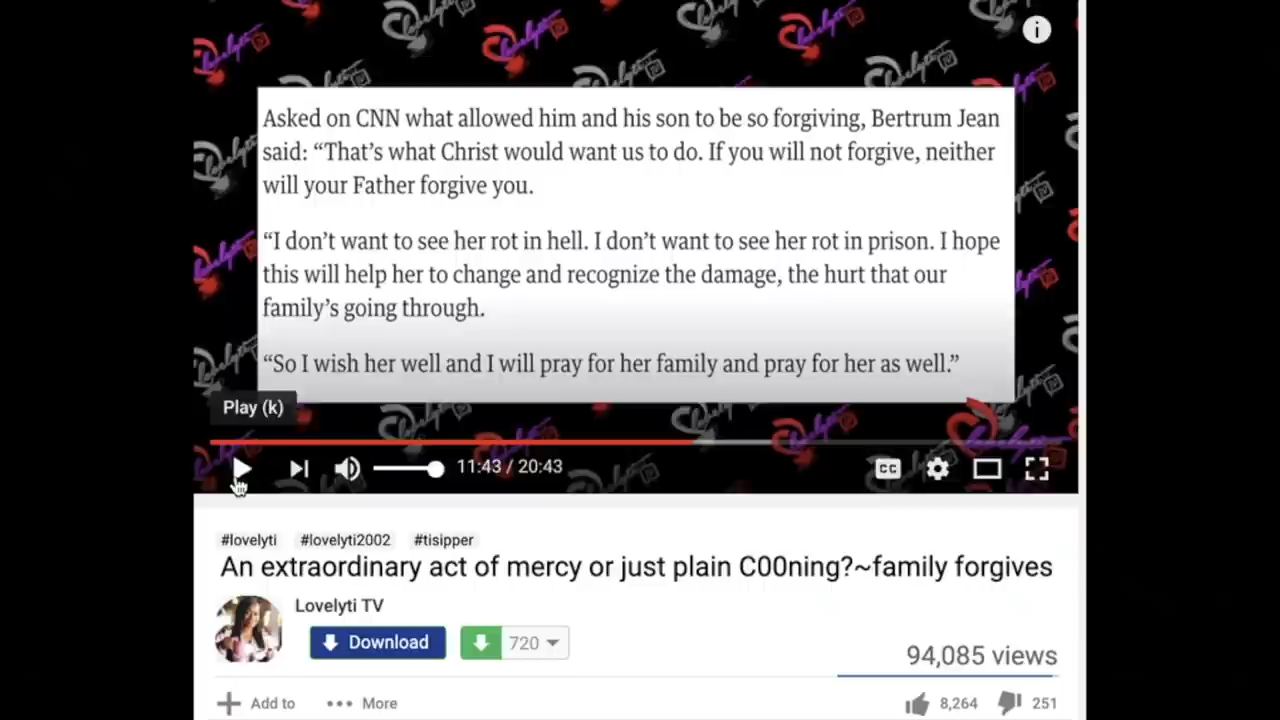 Asked on CNN what allowed him and his son to be so forgiving, Bertrum Jean
said: “That’s what Christ would want us to do. If you will not forgive, neither
will your Father forgive you.
“I don’t want to see her rot in hell. I don’t want to see her rot in prison. I hope
this will help her to change and recognize the damage, the hurt that our
family’s going through.
“So I wish her well and I will pray for her family and pray for her as well.”
Play (k)
11:43 / 20:43
CC
#lovelyti #lovelyti2002 #tisipper
An extraordinary act of mercy or just plain C00ning?~family forgives
Lovelyti TV
Download 720
94,085 views
Add to More 8,264 251